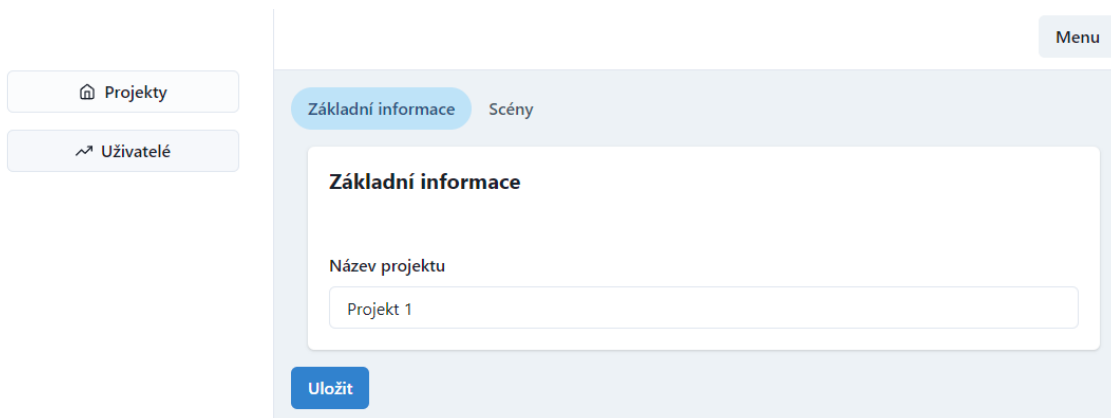 Menu
Projekty
Uživatelé
Základní informace
Scény
Základní informace
Název projektu
Projekt 1
Uložit